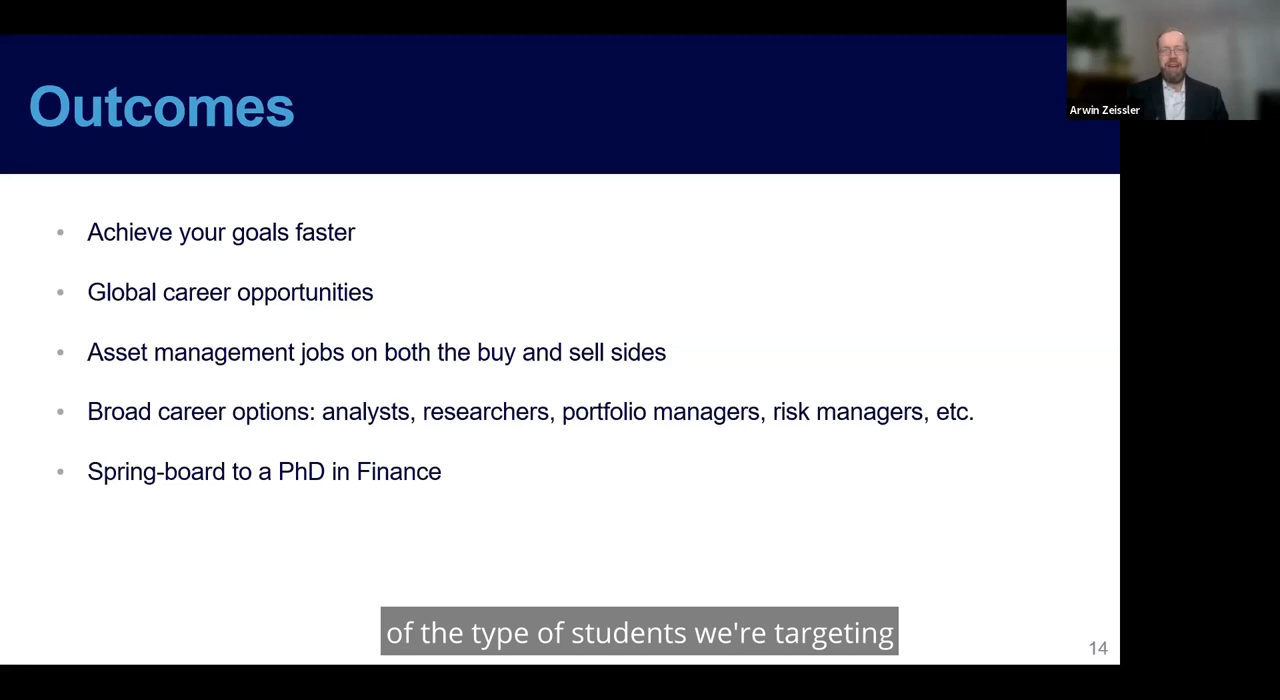 Outcomes
Arwin Zeissler
• Achieve your goals faster
• Global career opportunities
• Asset management jobs on both the buy and sell sides
• Broad career options: analysts, researchers, portfolio managers, risk managers, etc.
• Spring-board to a PhD in Finance
of the type of students we're targeting
14